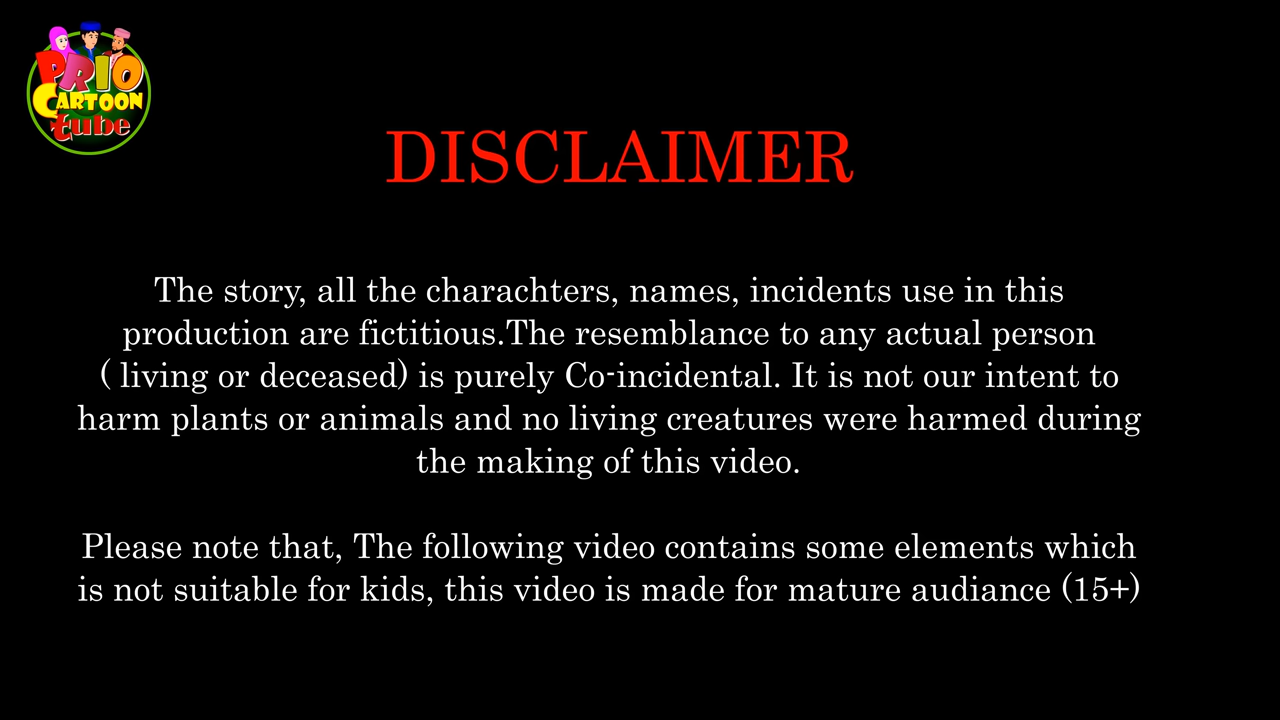 PRIO
CARTOON
tube
DISCLAIMER
The story, all the charachters, names, incidents use in this
production are fictitious.The resemblance to any actual person
( living or deceased) is purely Co-incidental. It is not our intent to
harm plants or animals and no living creatures were harmed during
the making of this video.
Please note that, The following video contains some elements which
is not suitable for kids, this video is made for mature audiance (15+)